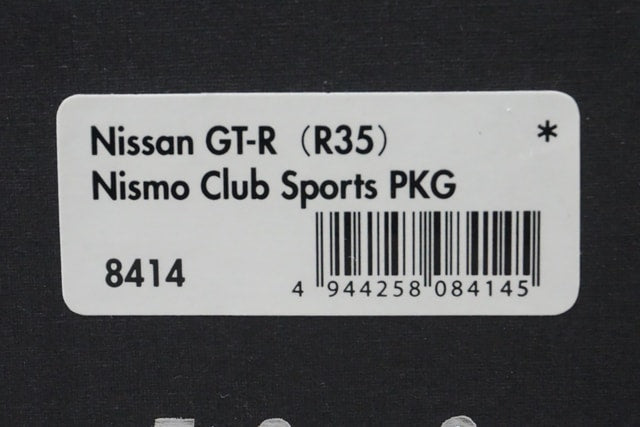 Nissan GT-R（R35） *
Nismo Club Sports PKG
8414
4 944258 084145